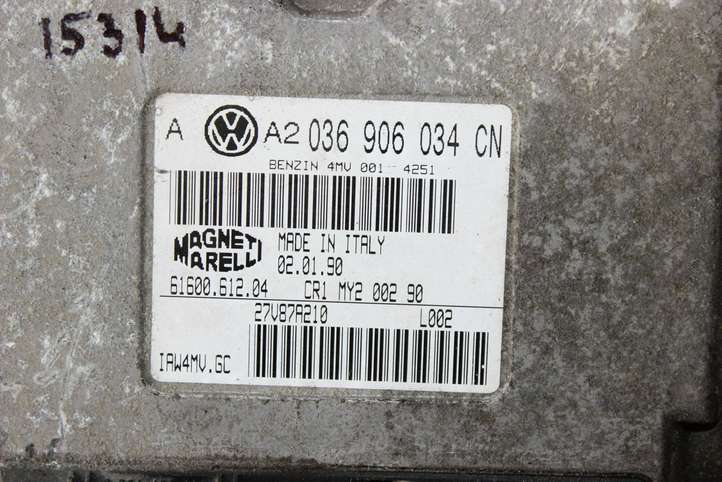 15314
A VW A2 036 906 034 CN
BENZIN 4MV 001 4251
MAGNETI MARELLI
MADE IN ITALY
02.01.90
61600.612.04 CR1 MY2 002 90
27V87A210 L002
IAW4MV.GC